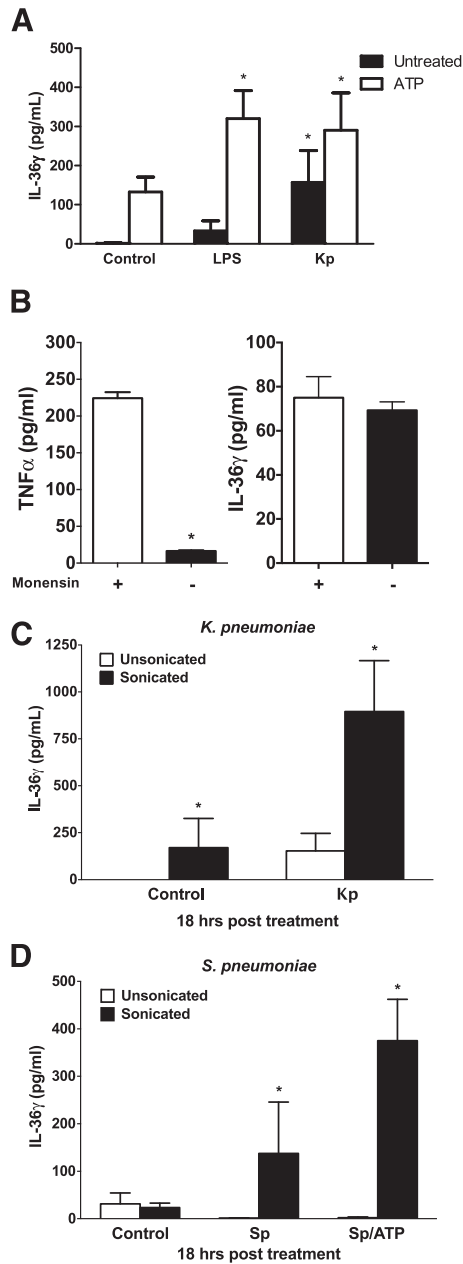 A
IL-36γ (pg/mL)
500
400
300
200
100
0
*
*
*
Untreated
ATP
Control LPS Kp
B
TNFα (pg/ml)
300
250
200
150
100
50
0
*
Monensin + -
IL-36γ (pg/ml)
100
80
60
40
20
0
+ -
C
K. pneumoniae
IL-36γ (pg/mL)
1250
1000
750
500
250
0
Unsonicated
Sonicated
*
*
Control Kp
18 hrs post treatment
D
S. pneumoniae
IL-36γ (pg/ml)
500
400
300
200
100
0
Unsonicated
Sonicated
*
*
Control Sp Sp/ATP
18 hrs post treatment